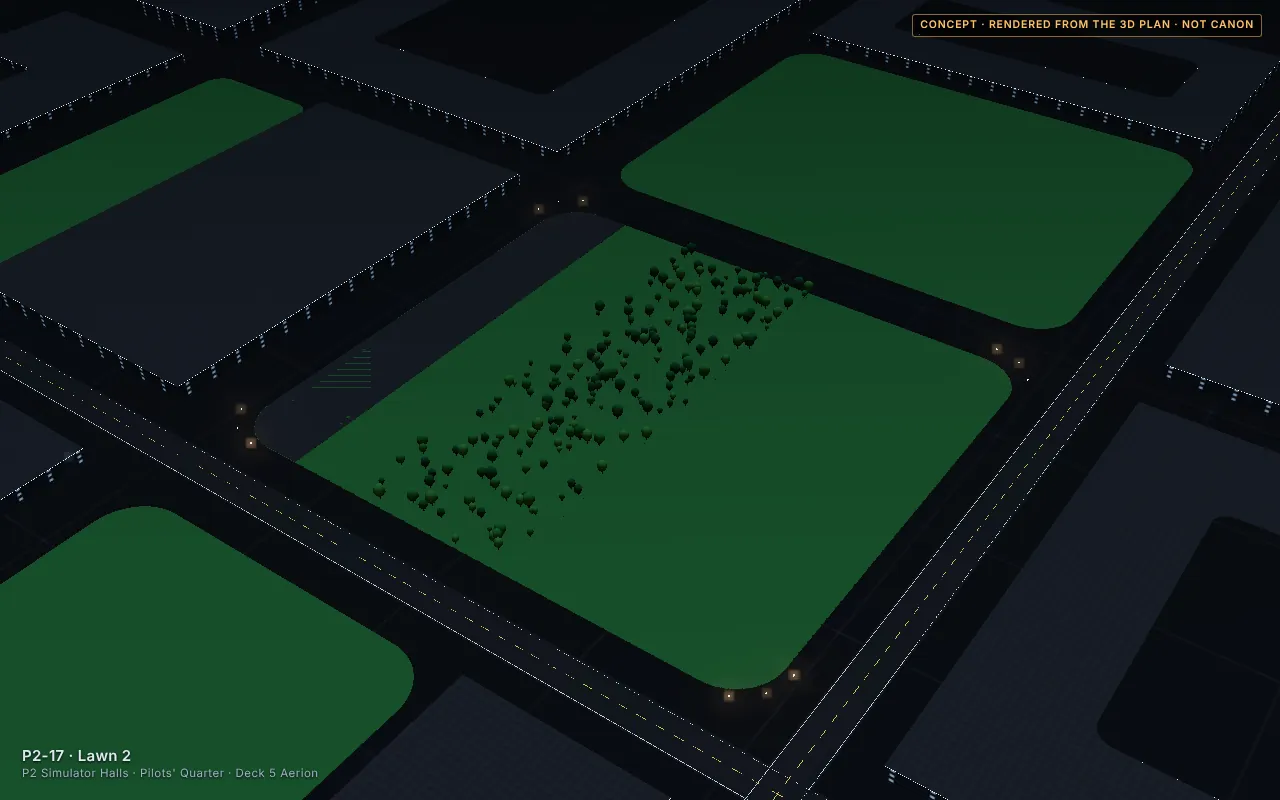 CONCEPT · RENDERED FROM THE 3D PLAN · NOT CANON
P2-17 · Lawn 2
P2 Simulator Halls · Pilots' Quarter · Deck 5 Aerion